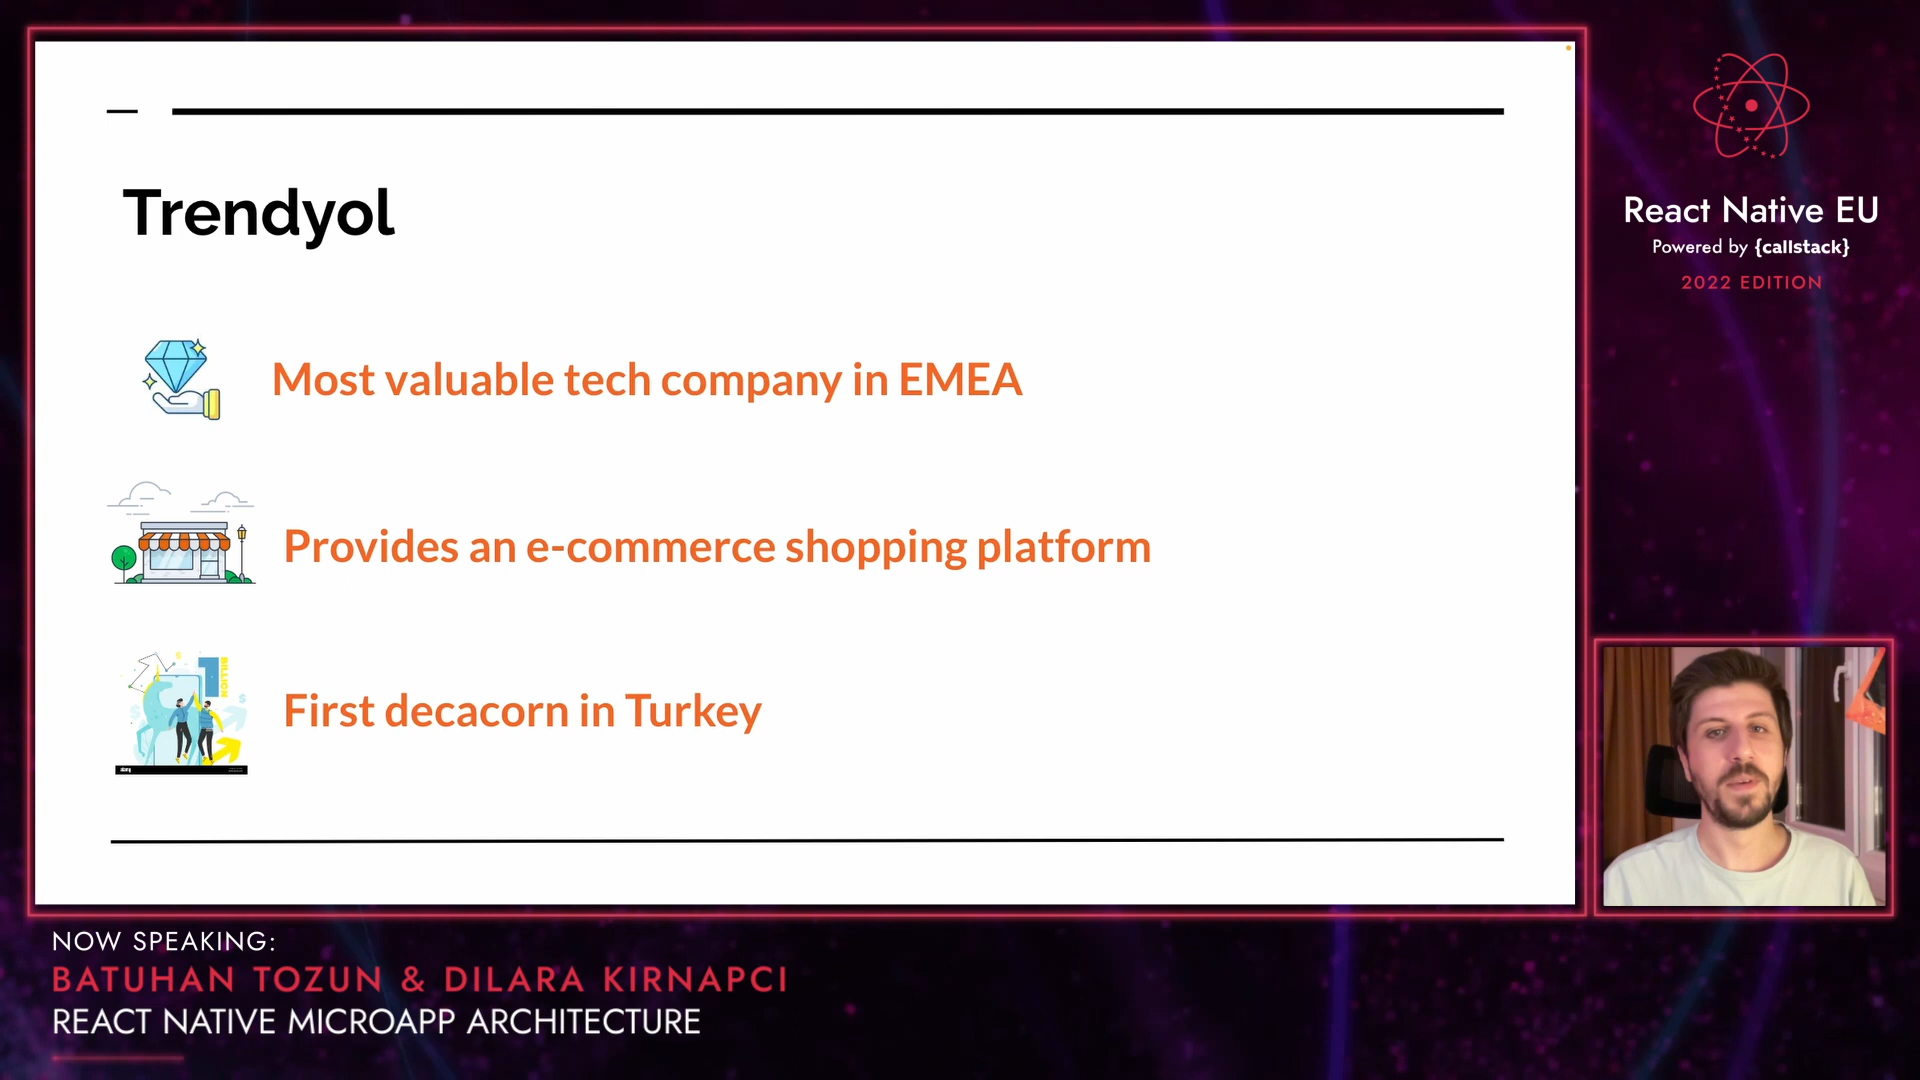 Trendyol
Most valuable tech company in EMEA
Provides an e-commerce shopping platform
BILLION
$
$
$
First decacorn in Turkey
React Native EU
Powered by {callstack}
2022 EDITION
NOW SPEAKING:
BATUHAN TOZUN & DILARA KIRNAPCI
REACT NATIVE MICROAPP ARCHITECTURE